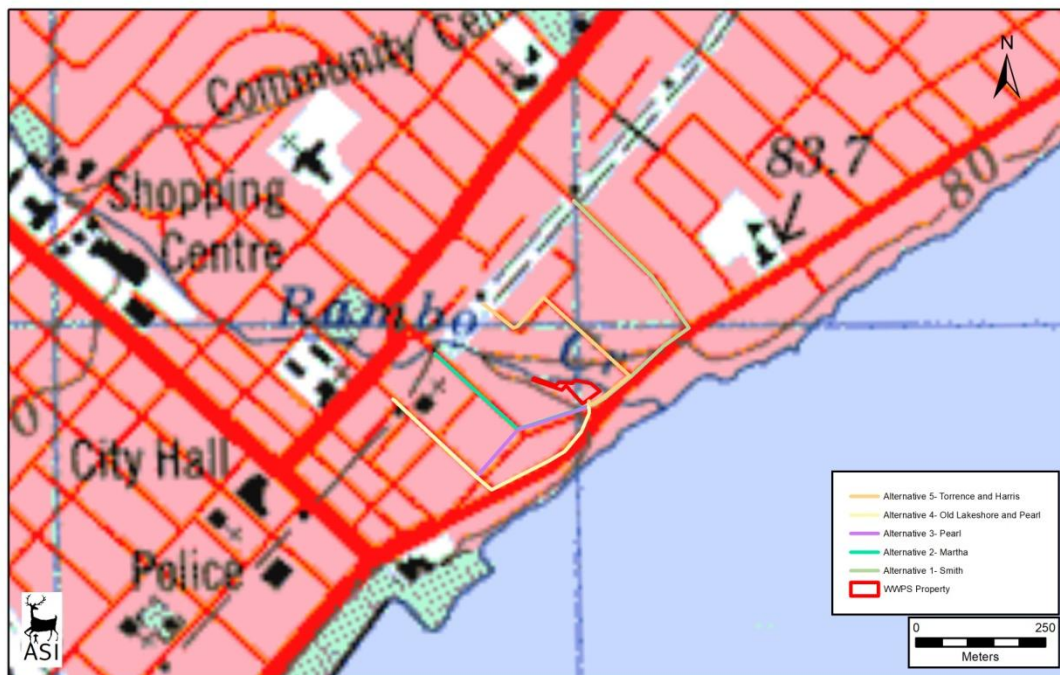 Community Cen
N
83.7
80
Shopping
Centre
Rambo
Cr
City Hall
0
Police
Alternative 5- Torrence and Harris
Alternative 4- Old Lakeshore and Pearl
Alternative 3- Pearl
Alternative 2- Martha
Alternative 1- Smith
WWPS Property
0 250
Meters
ASI